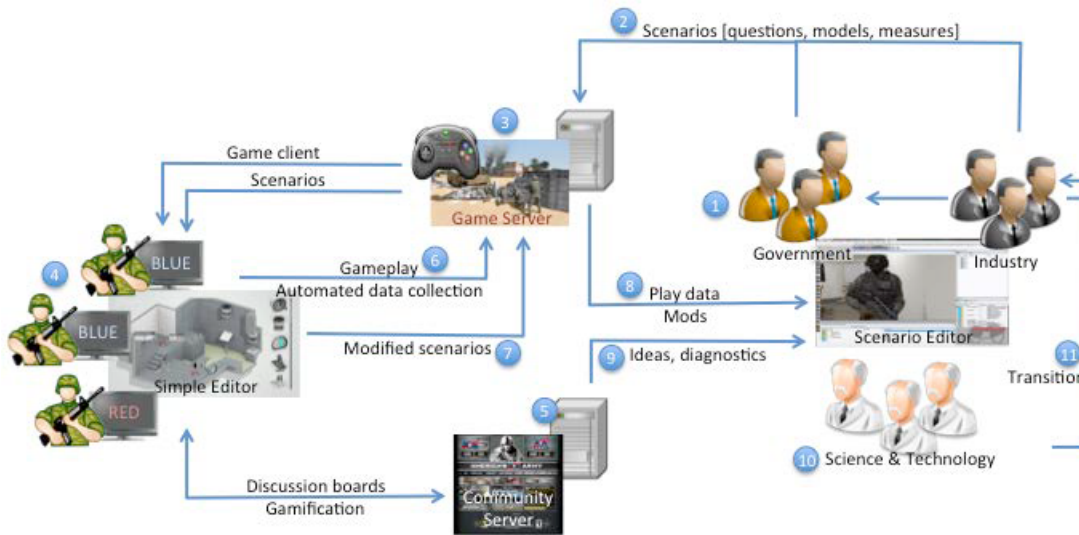 2 Scenarios [questions, models, measures]
3
Game client
Scenarios
Game Server
1
Government
Industry
4
BLUE
6
Gameplay
Automated data collection
8
Play data
Mods
BLUE
Simple Editor
Modified scenarios 7
Scenario Editor
9 Ideas, diagnostics
11
Transition
RED
5
10 Science & Technology
AMERICA'S ARMY
Community
Server
Discussion boards
Gamification